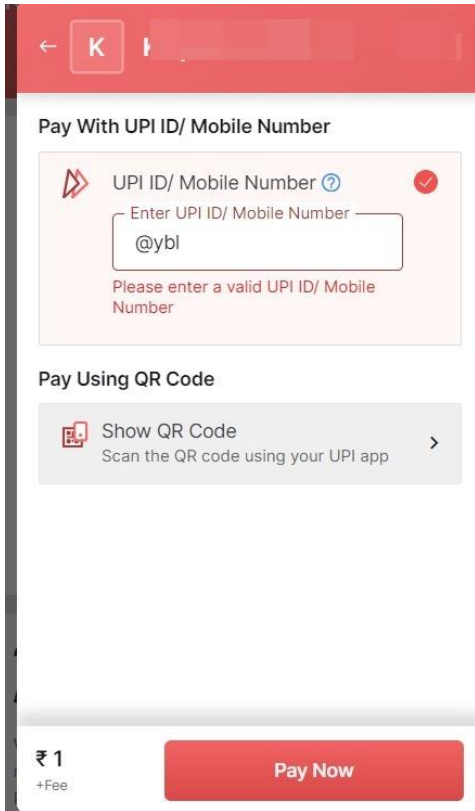 K
Pay With UPI ID/ Mobile Number
UPI ID/ Mobile Number
Enter UPI ID/ Mobile Number
@ybl
Please enter a valid UPI ID/ Mobile
Number
Pay Using QR Code
Show QR Code
Scan the QR code using your UPI app
₹ 1
+Fee
Pay Now